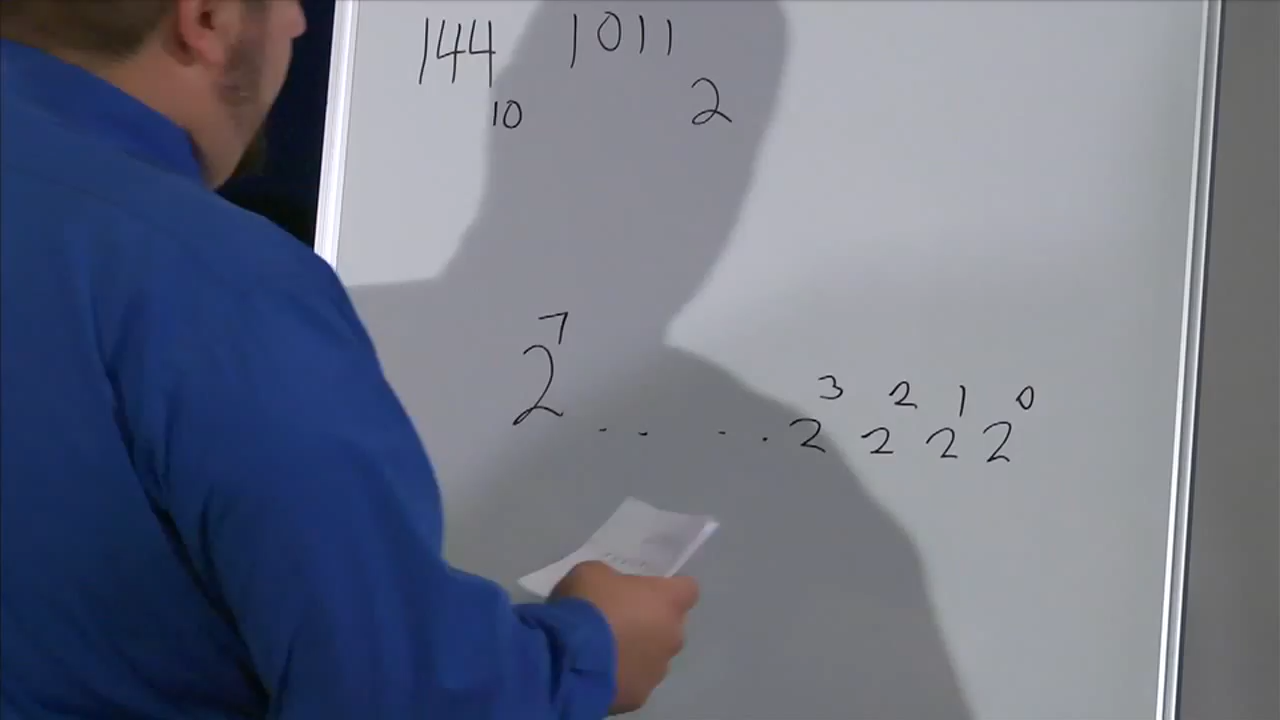 144 1011
10 2
7
3 2 1 0
2 . . . . 2 2 2 2